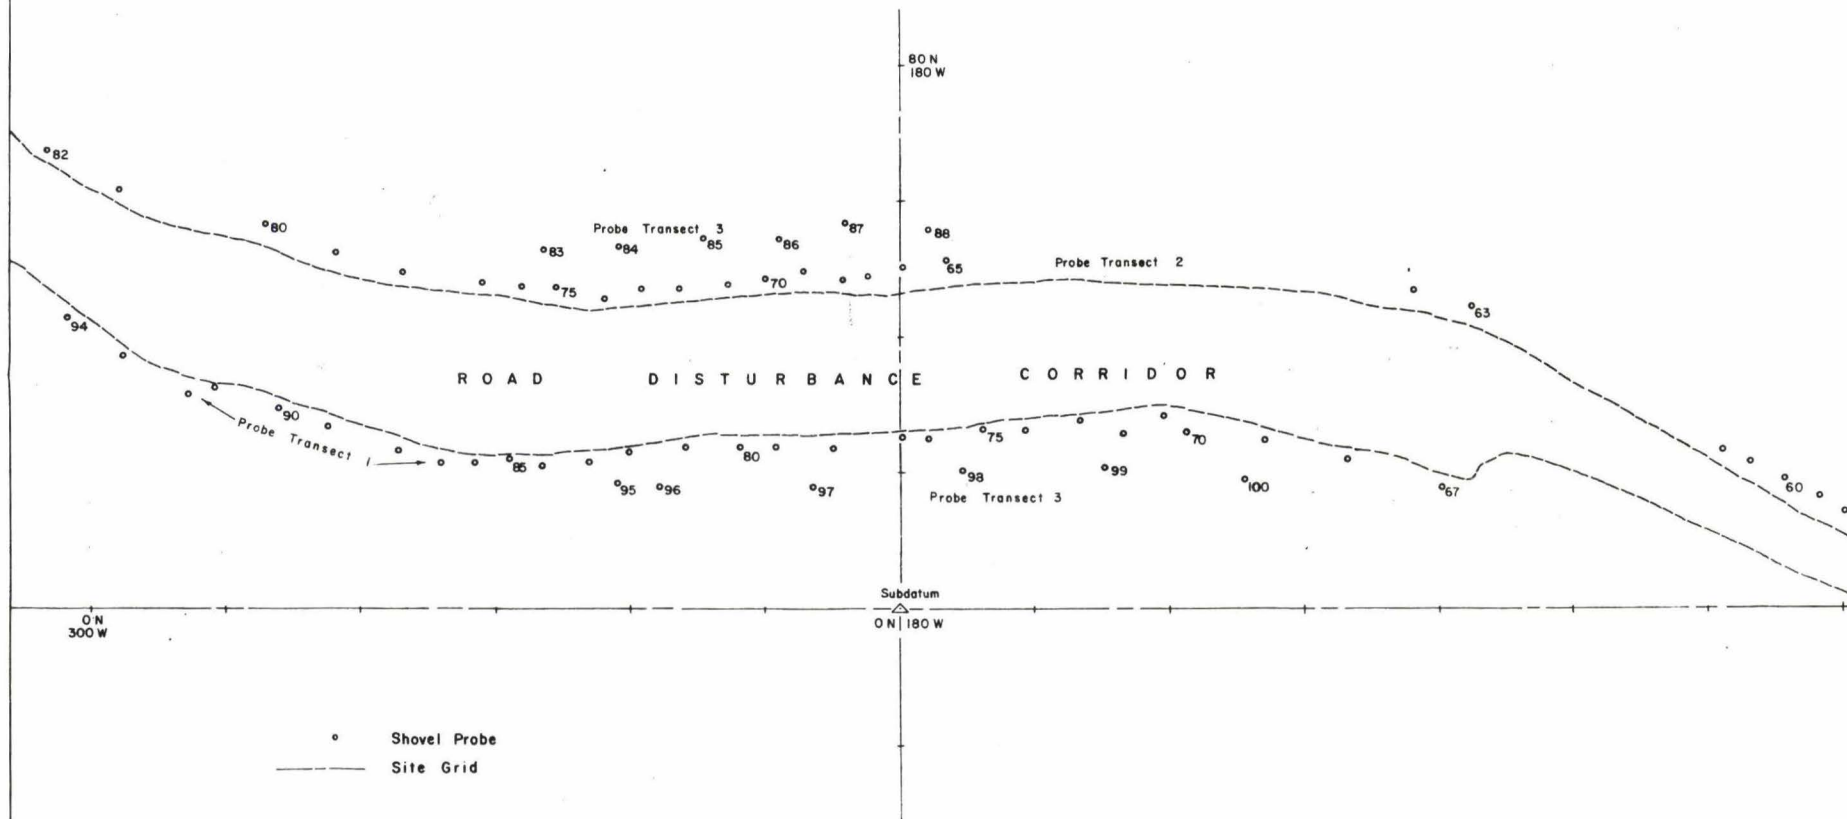 80 N
180 W
82
80
Probe Transect 3
83
84
85
86
87
88
65
75
70
Probe Transect 2
63
94
ROAD DISTURBANCE CORRIDOR
90
Probe Transect 1
85
80
75
70
95
96
97
98
99
100
67
60
Probe Transect 3
Subdatum
0 N
300 W
0 N 180 W
Shovel Probe
Site Grid